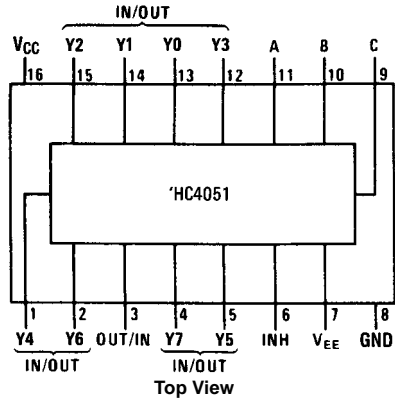 IN/OUT
VCC Y2 Y1 Y0 Y3 A B C
16 15 14 13 12 11 10 9
'HC4051
1 2 3 4 5 6 7 8
Y4 Y6 OUT/IN Y7 Y5 INH VEE GND
IN/OUT IN/OUT
Top View